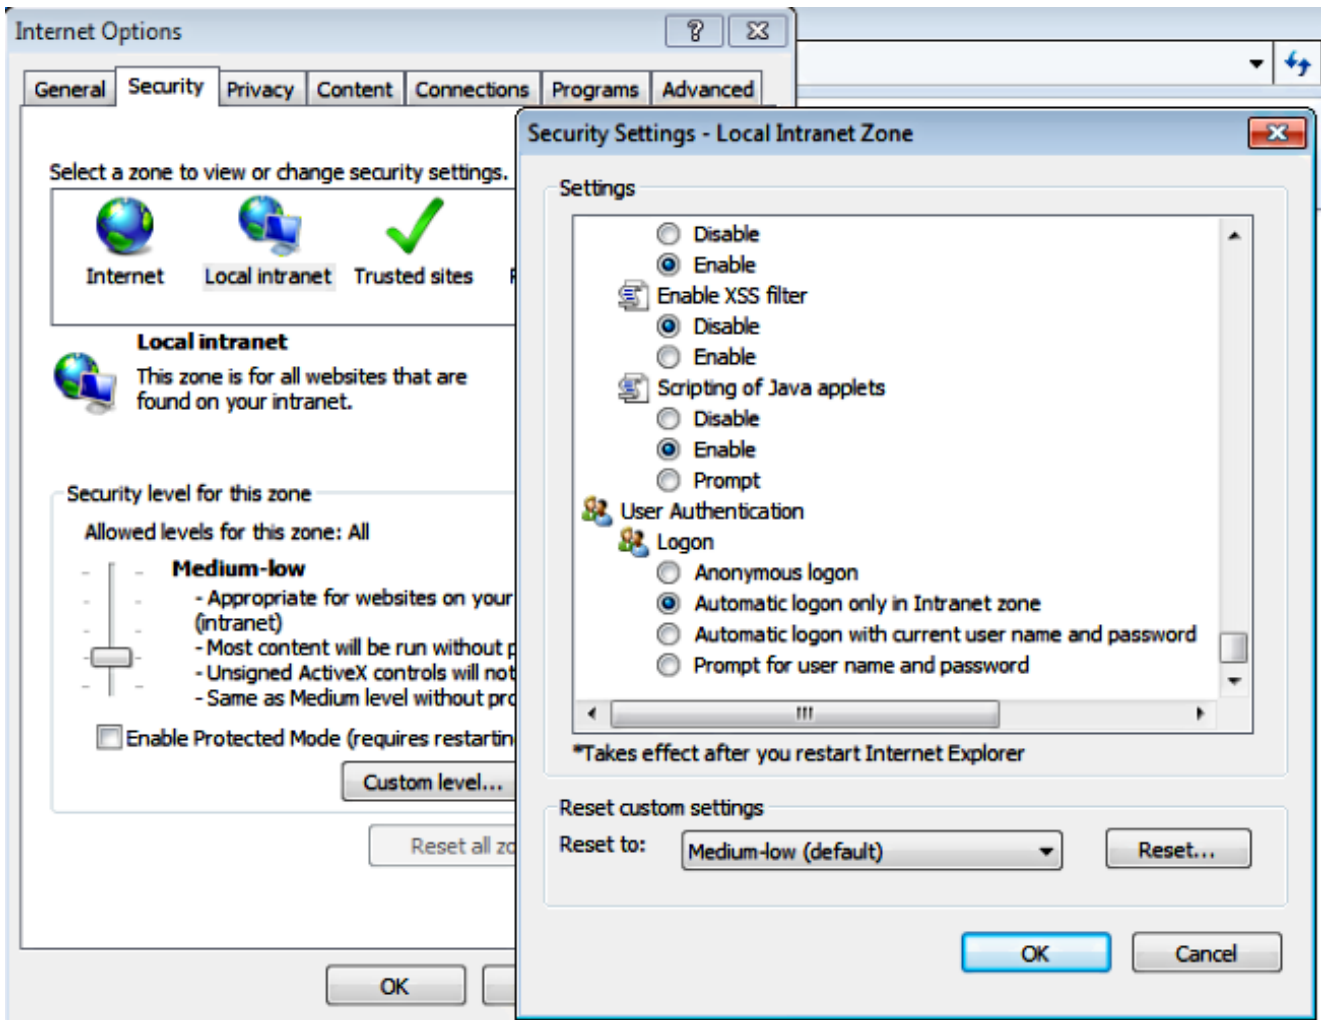 Internet Options
General Security Privacy Content Connections Programs Advanced
Select a zone to view or change security settings.
Internet Local intranet Trusted sites
Local intranet
This zone is for all websites that are
found on your intranet.
Security level for this zone
Allowed levels for this zone: All
Medium-low
- Appropriate for websites on your
(intranet)
- Most content will be run without p
- Unsigned ActiveX controls will not
- Same as Medium level without pro
Enable Protected Mode (requires restartin
Custom level...
Reset all zo
OK
Security Settings - Local Intranet Zone
Settings
Disable
Enable
Enable XSS filter
Disable
Enable
Scripting of Java applets
Disable
Enable
Prompt
User Authentication
Logon
Anonymous logon
Automatic logon only in Intranet zone
Automatic logon with current user name and password
Prompt for user name and password
*Takes effect after you restart Internet Explorer
Reset custom settings
Reset to: Medium-low (default) Reset...
OK Cancel